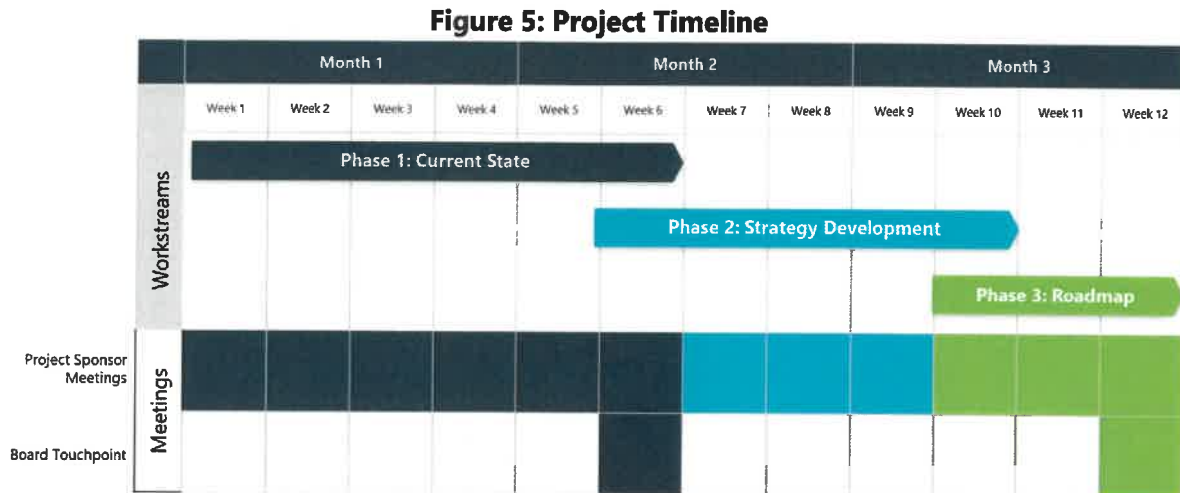 Figure 5: Project Timeline
Month 1 Month 2 Month 3
Week 1 Week 2 Week 3 Week 4 Week 5 Week 6 Week 7 Week 8 Week 9 Week 10 Week 11 Week 12
Workstreams
Phase 1: Current State
Phase 2: Strategy Development
Phase 3: Roadmap
Meetings
Project Sponsor
Meetings
Board Touchpoint